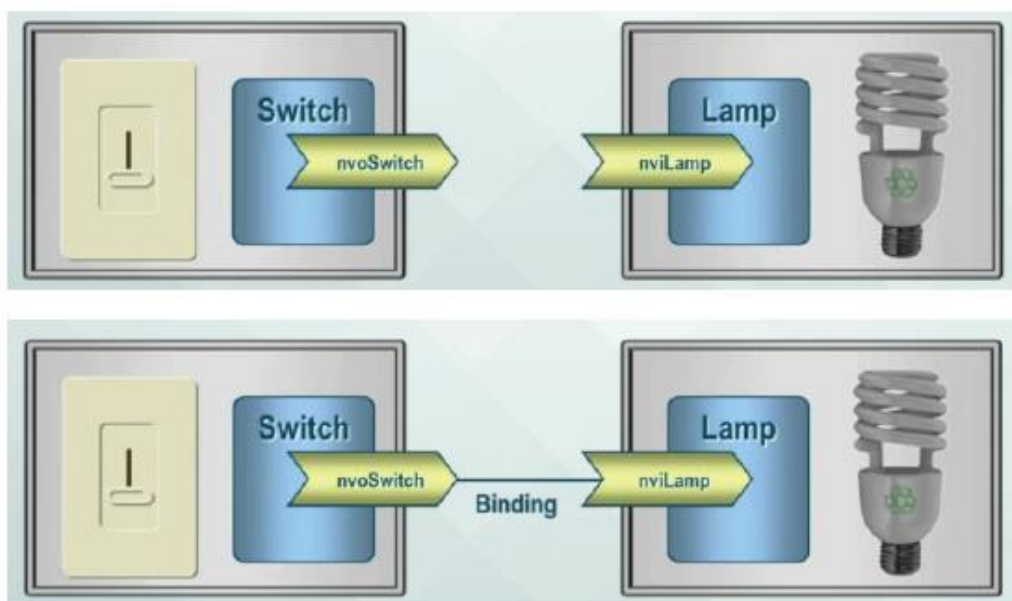 Switch
nvoSwitch
Lamp
nviLamp
Switch
nvoSwitch
Binding
Lamp
nviLamp